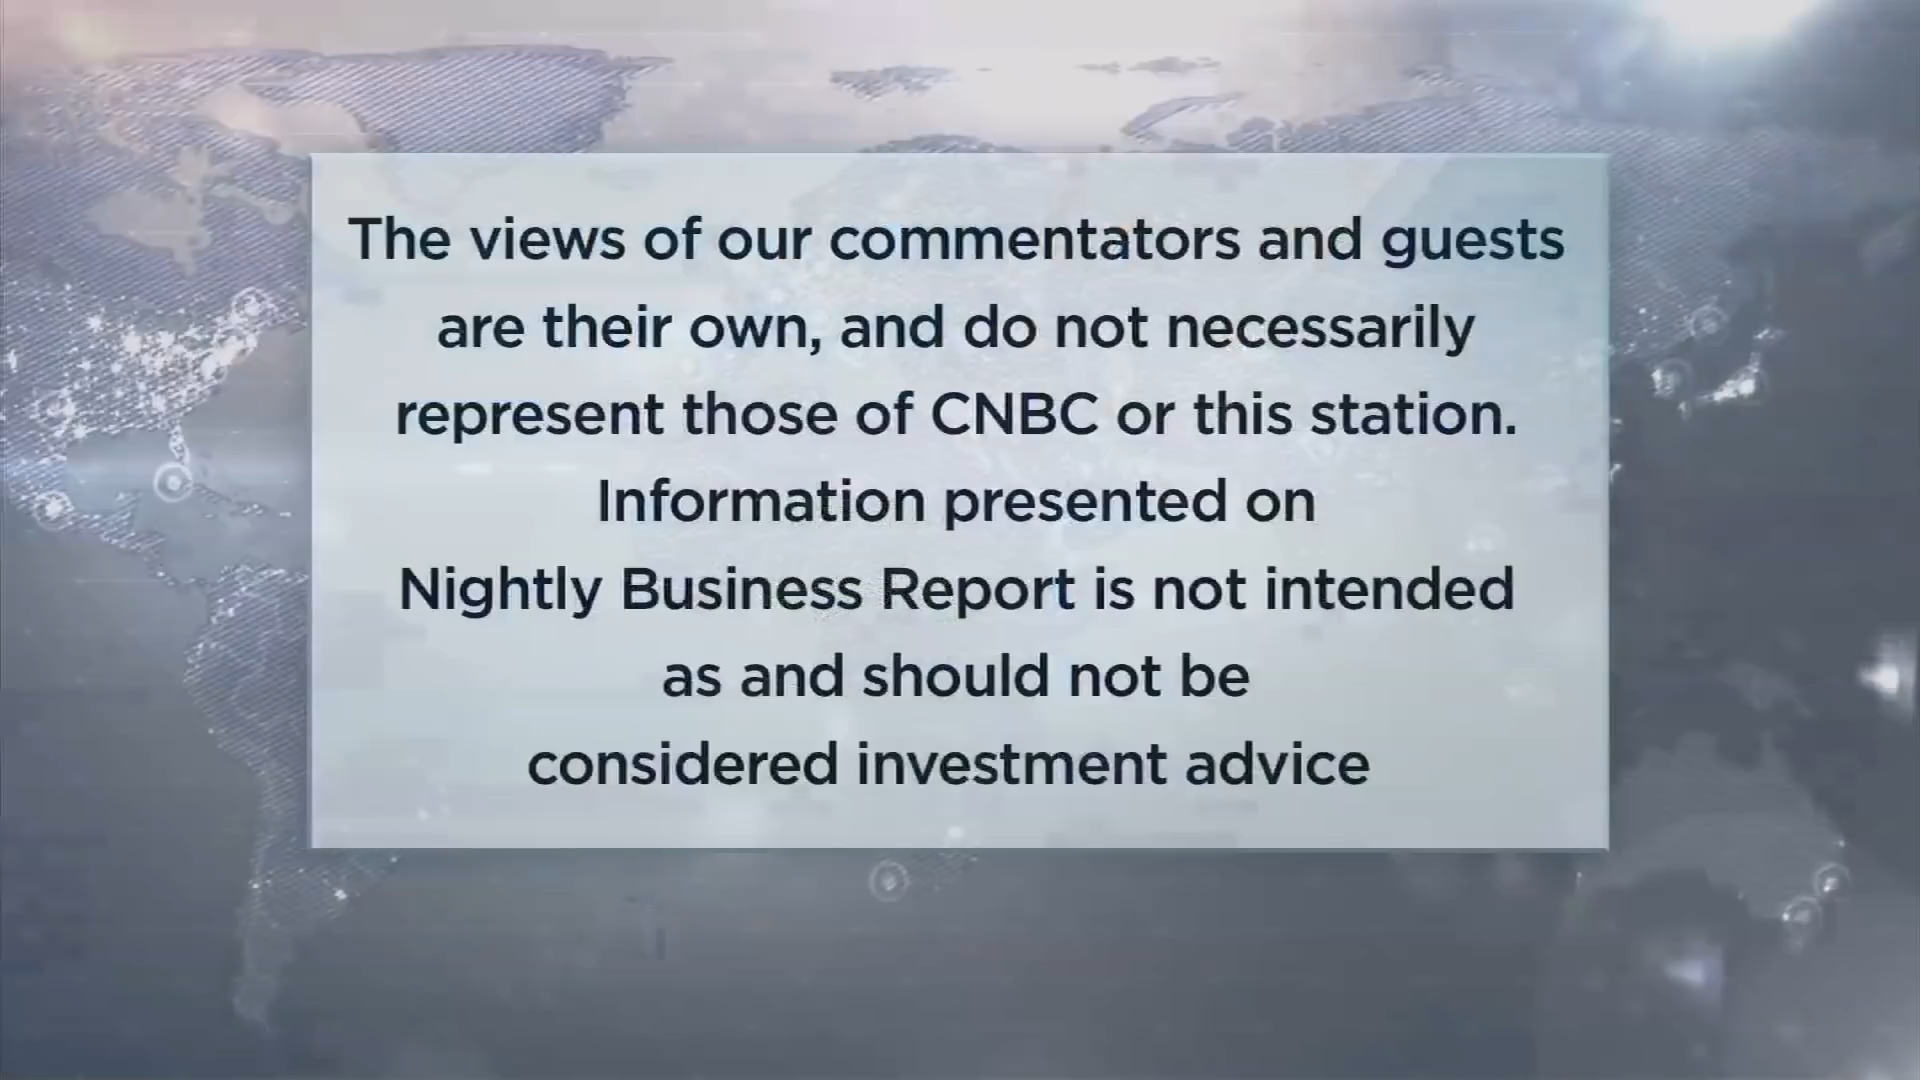 The views of our commentators and guests
are their own, and do not necessarily
represent those of CNBC or this station.
Information presented on
Nightly Business Report is not intended
as and should not be
considered investment advice